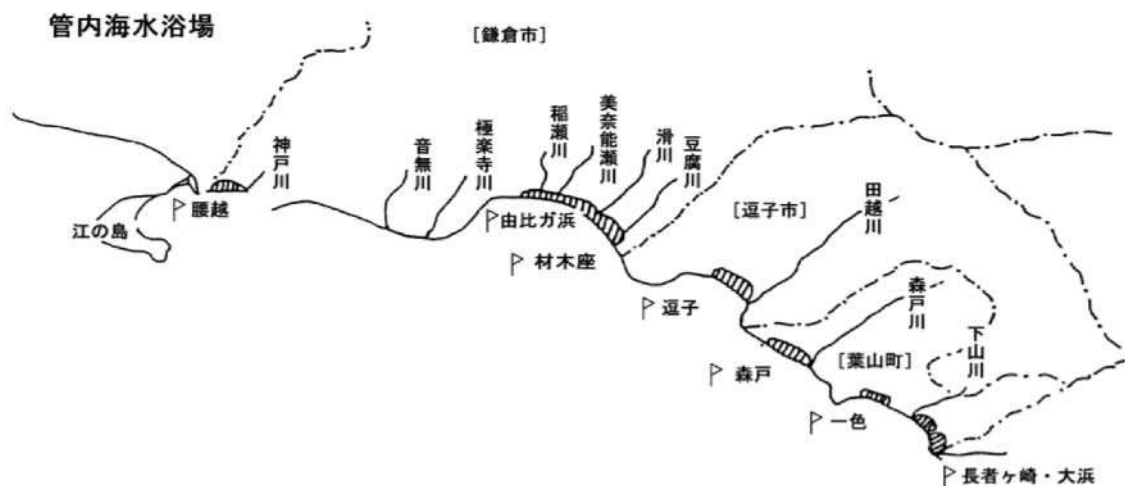 管内海水浴場
[鎌倉市]
神戸川
音無川
極楽寺川
稲瀬川
美奈能瀬川
滑川
豆腐川
[逗子市]
田越川
腰越
江の島
由比ガ浜
材木座
逗子
森戸川
下山川
[葉山町]
森戸
一色
長者ヶ崎・大浜